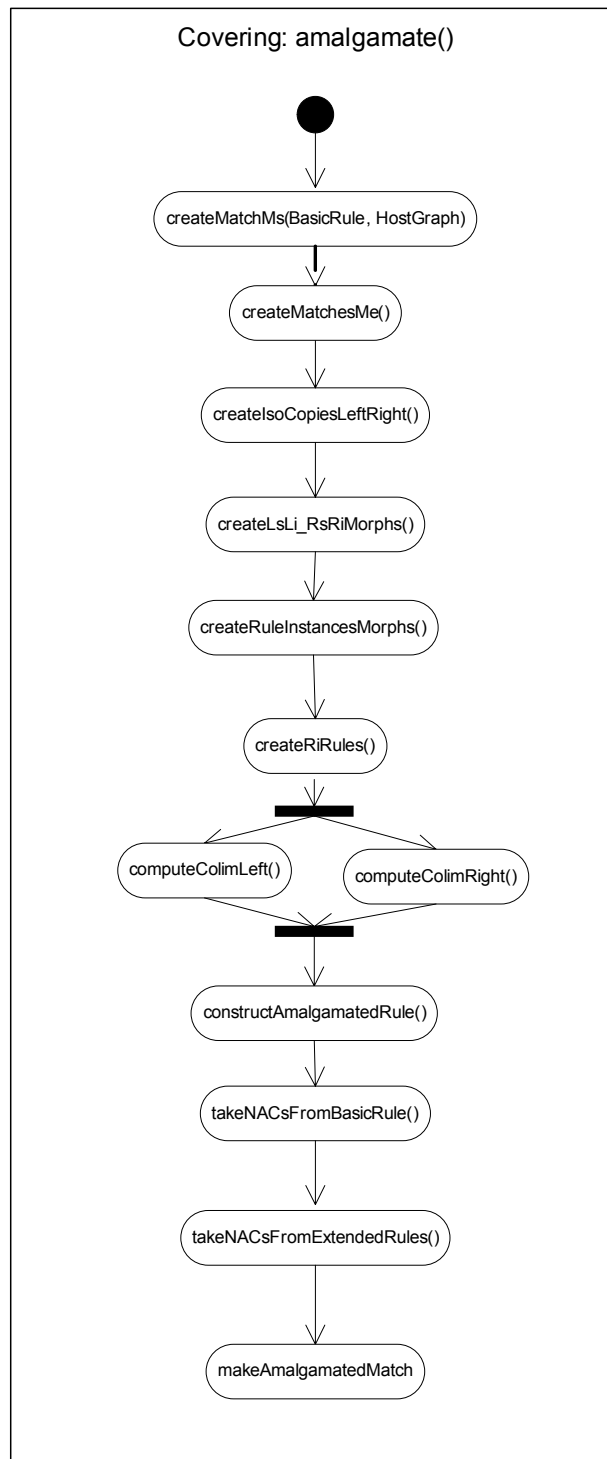 Covering: amalgamate()
createMatchMs(BasicRule, HostGraph)
createMatchesMe()
createIsoCopiesLeftRight()
createLsLi_RsRiMorphs()
createRuleInstancesMorphs()
createRiRules()
computeColimLeft()
computeColimRight()
constructAmalgamatedRule()
takeNACsFromBasicRule()
takeNACsFromExtendedRules()
makeAmalgamatedMatch